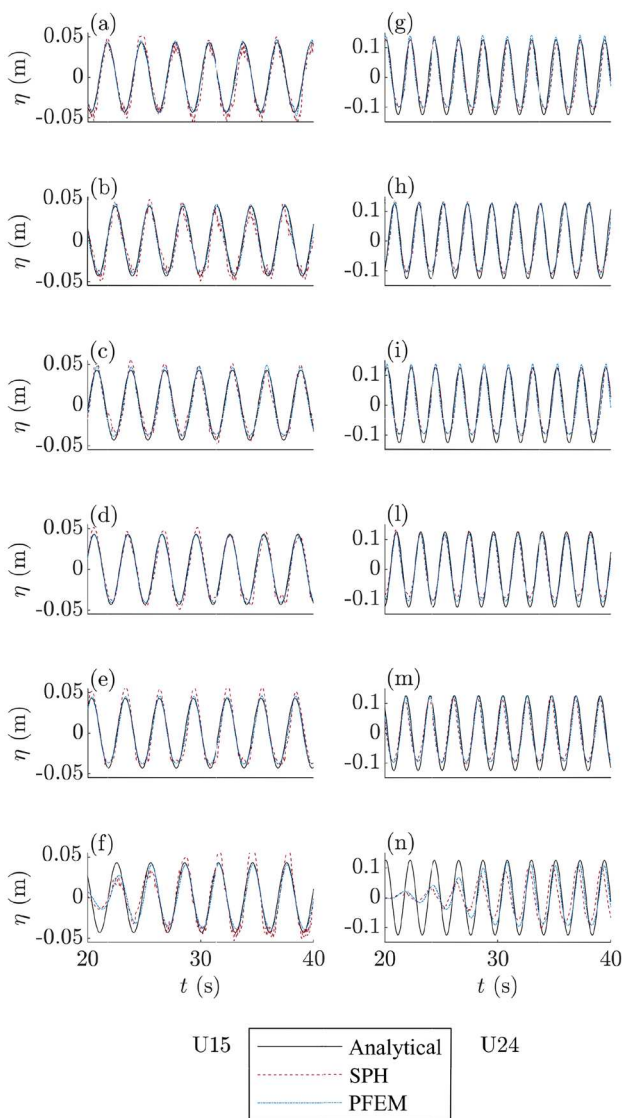 (a) (g)
0.05 0.1
η (m) 0 0
-0.05 -0.1
(b) (h)
0.05 0.1
η (m) 0 0
-0.05 -0.1
(c) (i)
0.05 0.1
η (m) 0 0
-0.05 -0.1
(d) (l)
0.05 0.1
η (m) 0 0
-0.05 -0.1
(e) (m)
0.05 0.1
η (m) 0 0
-0.05 -0.1
(f) (n)
0.05 0.1
η (m) 0 0
-0.05 -0.1
20 30 40 20 30 40
t (s) t (s)
U15 Analytical U24
SPH
PFEM